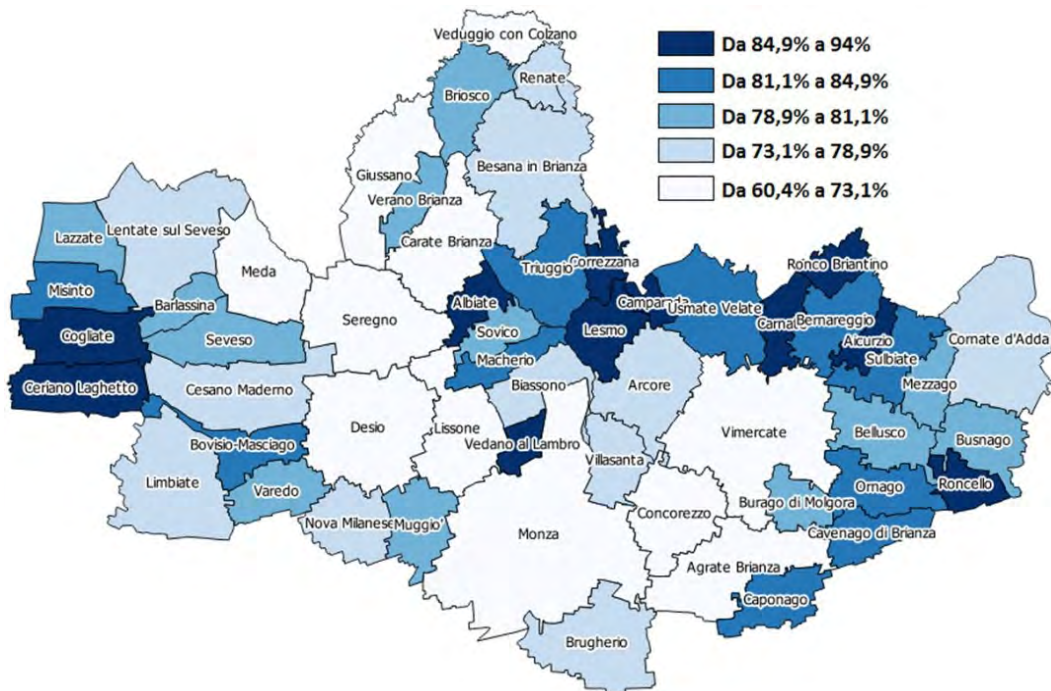 Veduggio con Colzano
Da 84,9% a 94%
Renate
Da 81,1% a 84,9%
Briosco
Da 78,9% a 81,1%
Besana in Brianza
Da 73,1% a 78,9%
Giussano
Da 60,4% a 73,1%
Verano Brianza
Lentate sul Seveso
Lazzate
Carate Brianza
Correzzana
Ronco Briantino
Triuggio
Meda
Misinto
Barlassina
Albiate
Camparada
Usmate Velate
Carnate
Bernareggio
Seregno
Sovico
Lesmo
Aicurzio
Cogliate
Seveso
Cornate d'Adda
Macherio
Sulbiate
Biassono
Arcore
Mezzago
Ceriano Laghetto
Cesano Maderno
Desio
Lissone
Vimercate
Bellusco
Bovisio-Masciago
Vedano al Lambro
Busnago
Villasanta
Limbiate
Varedo
Ornago
Roncello
Burago di Molgora
Concorezzo
Nova Milanese
Muggio'
Monza
Cavenago di Brianza
Agrate Brianza
Caponago
Brugherio